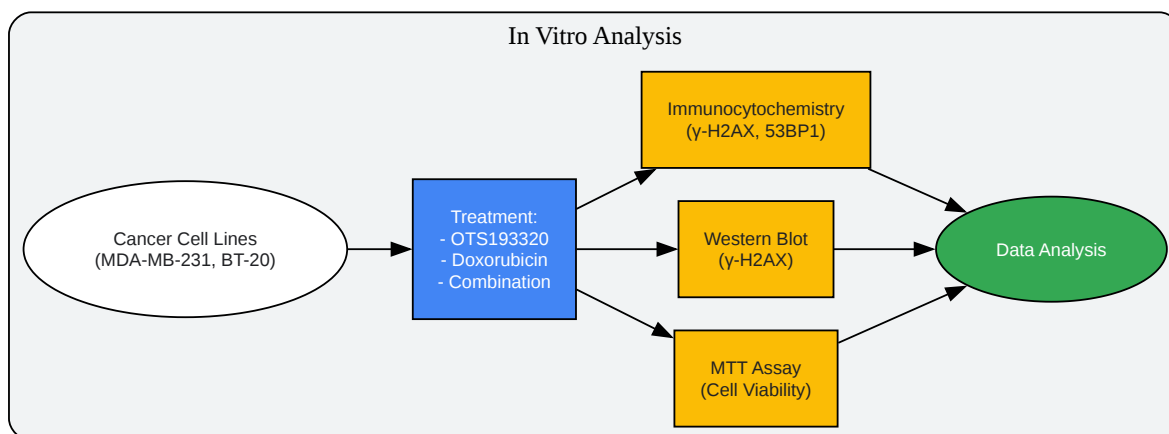 In Vitro Analysis
Cancer Cell Lines
(MDA-MB-231, BT-20)
Treatment:
- OTS193320
- Doxorubicin
- Combination
Immunocytochemistry
(γ-H2AX, 53BP1)
Western Blot
(γ-H2AX)
MTT Assay
(Cell Viability)
Data Analysis